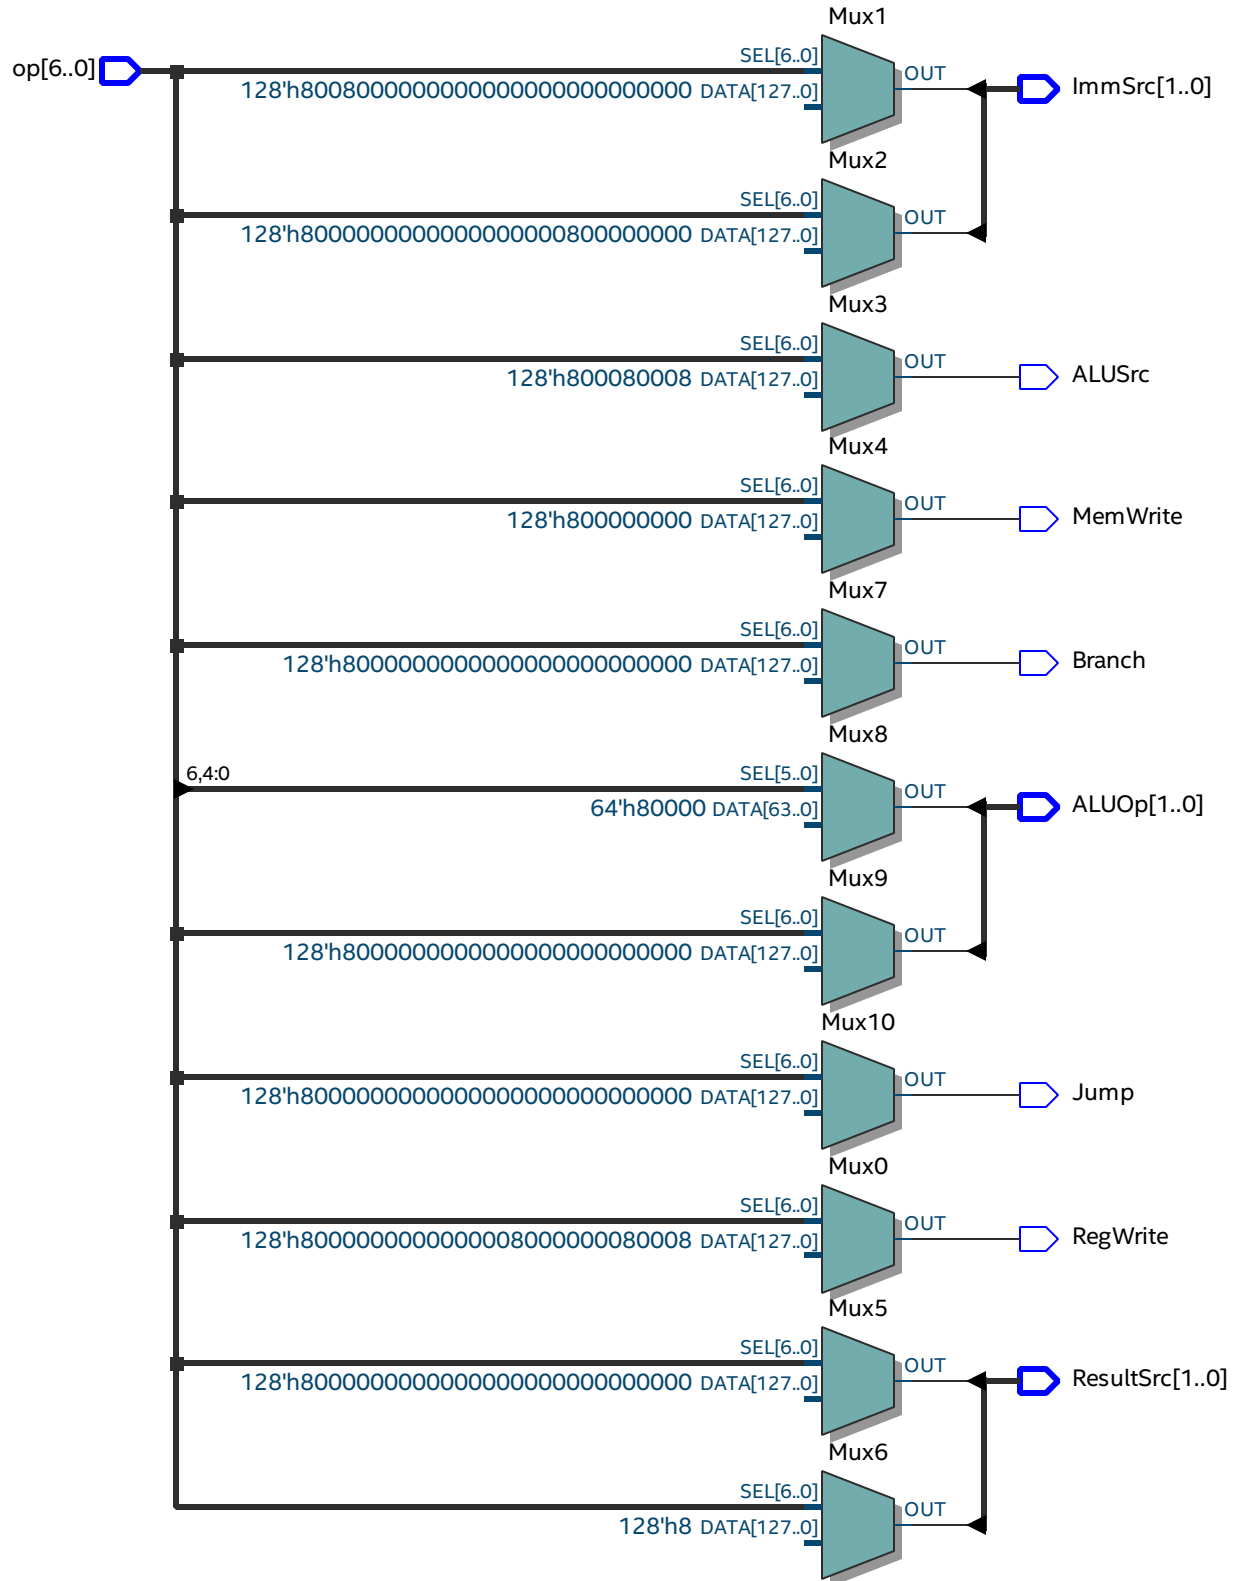 Mux1
op[6..0]
SEL[6..0]
128'h8008000000000000000000000000 DATA[127..0]
OUT
ImmSrc[1..0]
Mux2
SEL[6..0]
128'h8000000000000000000800000000 DATA[127..0]
OUT
Mux3
SEL[6..0]
128'h800080008 DATA[127..0]
OUT
ALUSrc
Mux4
SEL[6..0]
128'h800000000 DATA[127..0]
OUT
MemWrite
Mux7
SEL[6..0]
128'h8000000000000000000000000 DATA[127..0]
OUT
Branch
Mux8
6,4:0
SEL[5..0]
64'h80000 DATA[63..0]
OUT
ALUOp[1..0]
Mux9
SEL[6..0]
128'h8000000000000000000000000 DATA[127..0]
OUT
Mux10
SEL[6..0]
128'h8000000000000000000000000000 DATA[127..0]
OUT
Jump
Mux0
SEL[6..0]
128'h8000000000000008000000080008 DATA[127..0]
OUT
RegWrite
Mux5
SEL[6..0]
128'h8000000000000000000000000000 DATA[127..0]
OUT
ResultSrc[1..0]
Mux6
SEL[6..0]
128'h8 DATA[127..0]
OUT